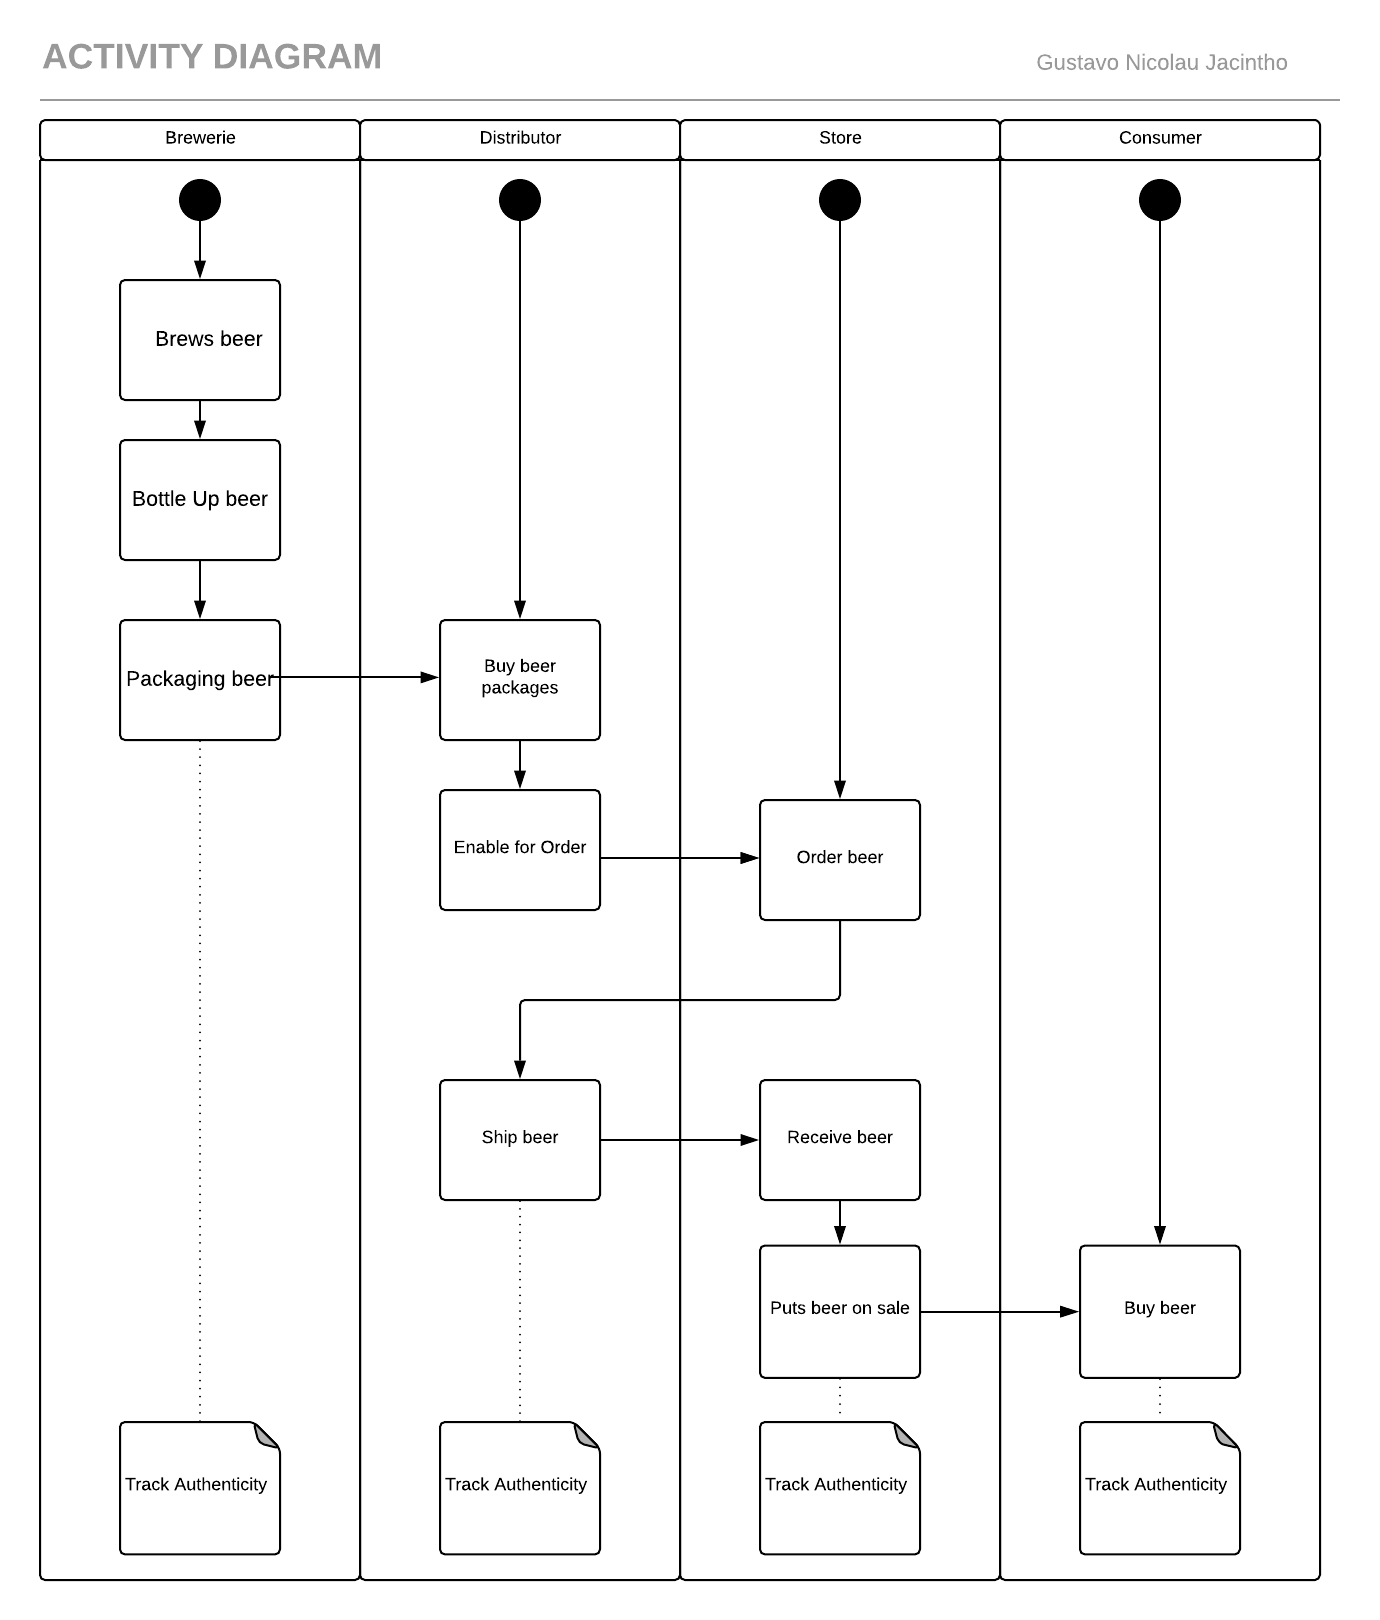 ACTIVITY DIAGRAM
Gustavo Nicolau Jacintho
Brewerie
Distributor
Store
Consumer
Brews beer
Bottle Up beer
Packaging beer
Buy beer
packages
Enable for Order
Order beer
Ship beer
Receive beer
Puts beer on sale
Buy beer
Track Authenticity
Track Authenticity
Track Authenticity
Track Authenticity